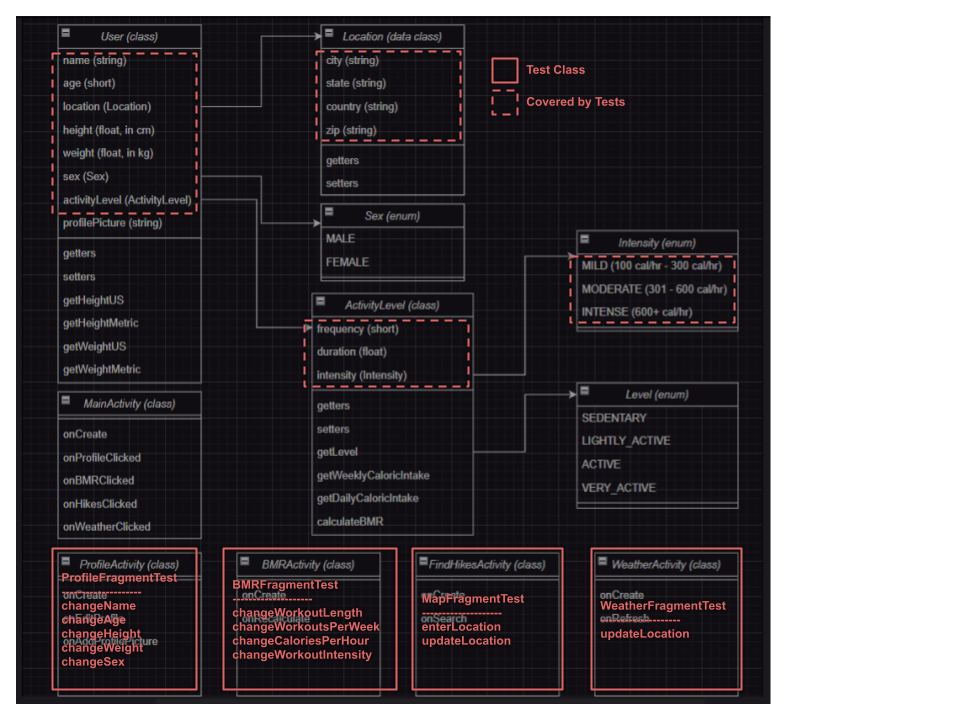 User (class)
name (string)
age (short)
location (Location)
height (float, in cm)
weight (float, in kg)
sex (Sex)
activityLevel (ActivityLevel)
profilePicture (string)
getters
setters
getHeightUS
getHeightMetric
getWeightUS
getWeightMetric
Location (data class)
city (string)
state (string)
country (string)
zip (string)
getters
setters
Test Class
Covered by Tests
Sex (enum)
MALE
FEMALE
Intensity (enum)
MILD (100 cal/hr - 300 cal/hr)
MODERATE (301 - 600 cal/hr)
INTENSE (600+ cal/hr)
ActivityLevel (class)
frequency (short)
duration (float)
intensity (Intensity)
getters
setters
getLevel
getWeeklyCaloricIntake
getDailyCaloricIntake
calculateBMR
Level (enum)
SEDENTARY
LIGHTLY_ACTIVE
ACTIVE
VERY_ACTIVE
MainActivity (class)
onCreate
onProfileClicked
onBMRClicked
onHikesClicked
onWeatherClicked
ProfileActivity (class)
ProfileFragmentTest
--------------------
onCreate
changeName
changeAge
changeHeight
onAddProfilePicture
changeWeight
changeSex
BMRActivity (class)
BMRFragmentTest
--------------------
onCreate
changeWorkoutLength
onRecalculate
changeWorkoutsPerWeek
changeCaloriesPerHour
changeWorkoutIntensity
FindHikesActivity (class)
onCreate
MapFragmentTest
--------------------
onSearch
enterLocation
updateLocation
WeatherActivity (class)
onCreate
WeatherFragmentTest
--------------------
onRefresh
updateLocation